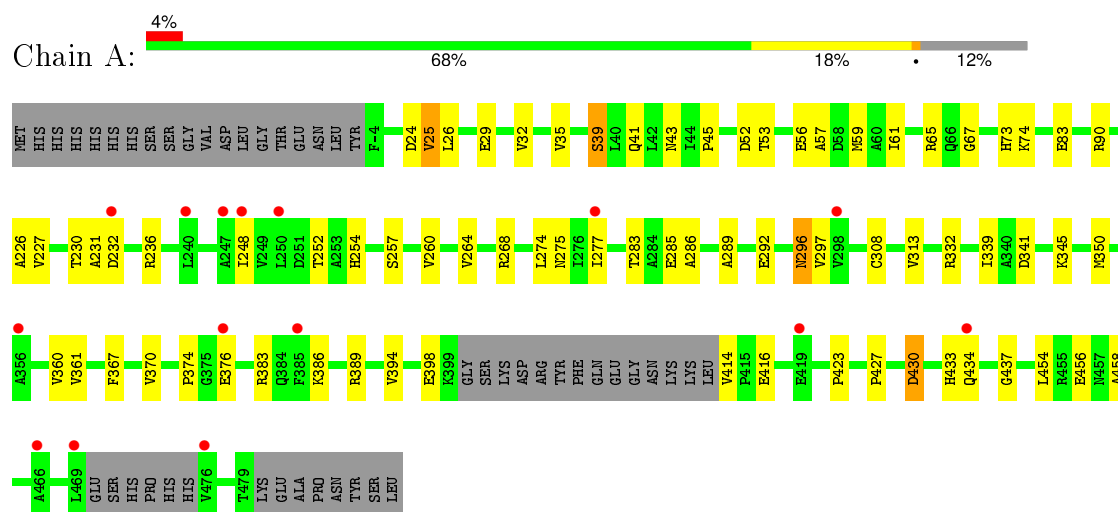 4%
Chain A:
68% 18% • 12%
MET HIS HIS HIS HIS HIS HIS SER SER GLY VAL ASP LEU GLY THR GLU ASN LEU TYR F-4 D24 V25 L26 E29 V32 V35 S39 L40 Q41 L42 N43 I44 P45 D52 T53 E56 A57 D58 M59 A60 I61 R65 Q66 G67 H73 K74 E83 R90
A226 V227 T230 A231 D232 R236 L240 A247 I248 V249 L250 D251 T252 A253 H254 S257 V260 V264 R268 L274 N275 I276 I277 T283 A284 E285 A286 A289 E292 N296 V297 V298 C308 V313 R332 I339 A340 D341 K345 M350
A356 V360 V361 F367 V370 P374 G375 E376 R383 Q384 F385 K386 R389 V394 E398 K399 GLY SER LYS ASP ARG TYR PHE GLN GLU GLY ASN LYS LYS LEU V414 P415 E416 E419 P423 P427 D430 H433 Q434 G437 L454 R455 E456 N457 A458
A466 L469 GLU SER HIS PRO HIS HIS V476 T479 LYS GLU ALA PRO ASN TYR SER LEU